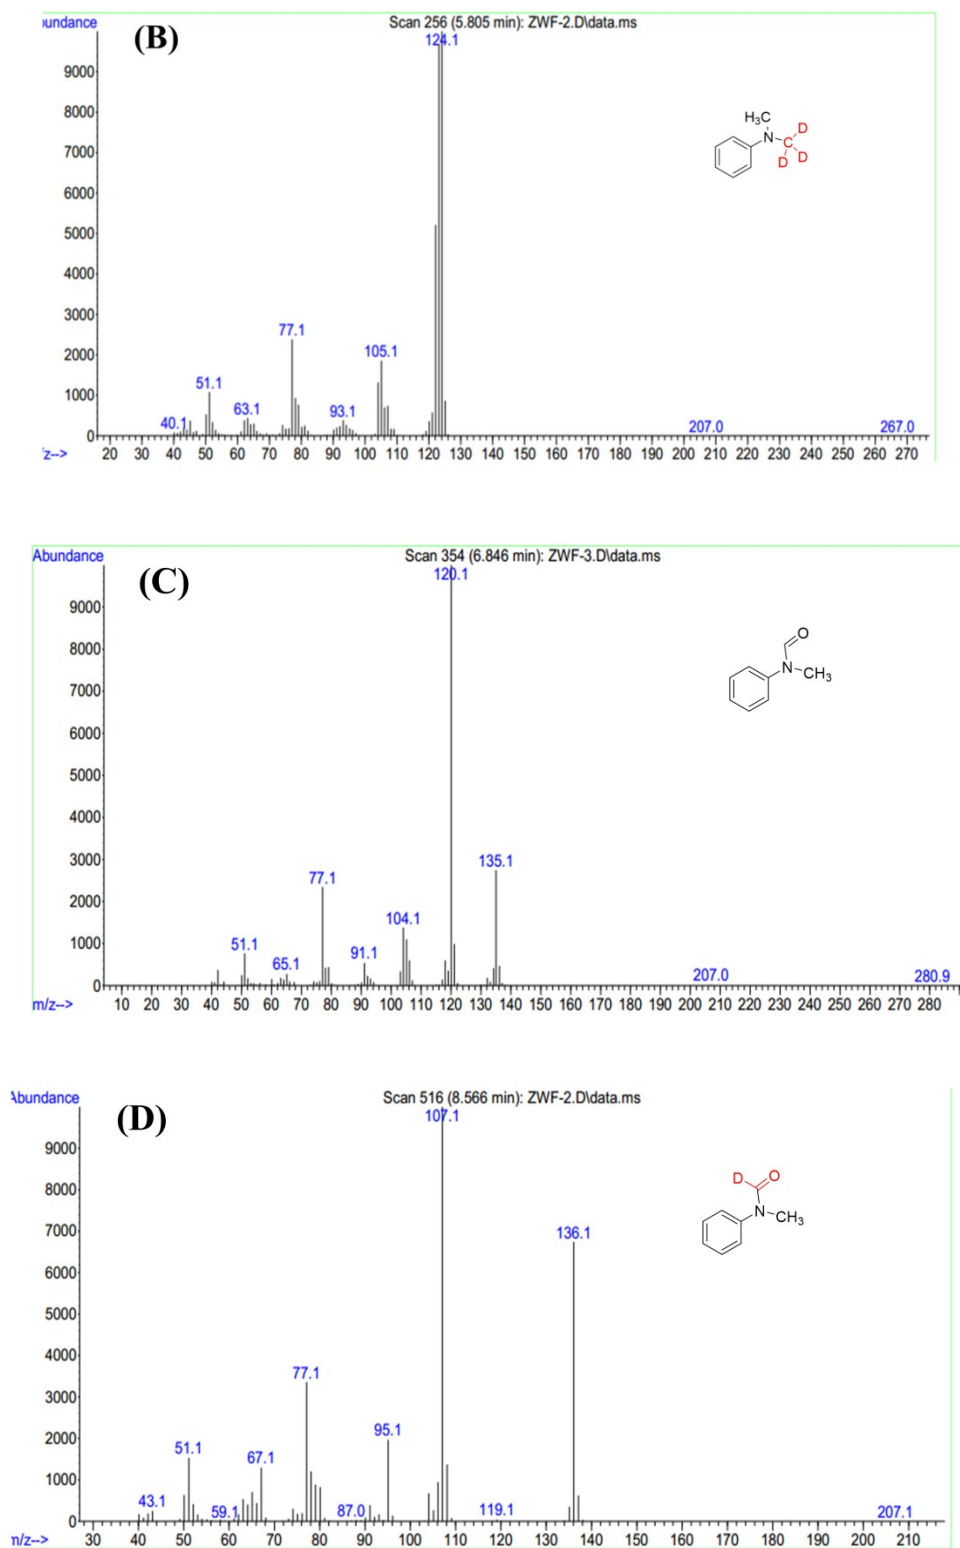 undance
Scan 256 (5.805 min): ZWF-2.D\data.ms
(B)
124.1
9000
8000
7000
6000
5000
4000
3000
2000
1000
0
H₃C
N
C
D
D
D
77.1
105.1
51.1
63.1
93.1
40.1
207.0
267.0
20 30 40 50 60 70 80 90 100 110 120 130 140 150 160 170 180 190 200 210 220 230 240 250 260 270
/z-->
Abundance
Scan 354 (6.846 min): ZWF-3.D\data.ms
(C)
120.1
9000
8000
7000
6000
5000
4000
3000
2000
1000
0
O
N
CH₃
135.1
77.1
104.1
51.1
91.1
65.1
207.0
280.9
10 20 30 40 50 60 70 80 90 100 110 120 130 140 150 160 170 180 190 200 210 220 230 240 250 260 270 280
m/z-->
Abundance
Scan 516 (8.566 min): ZWF-2.D\data.ms
(D)
107.1
9000
8000
7000
6000
5000
4000
3000
2000
1000
0
D
O
N
CH₃
136.1
77.1
95.1
51.1
67.1
43.1
59.1
87.0
119.1
207.1
30 40 50 60 70 80 90 100 110 120 130 140 150 160 170 180 190 200 210
m/z-->